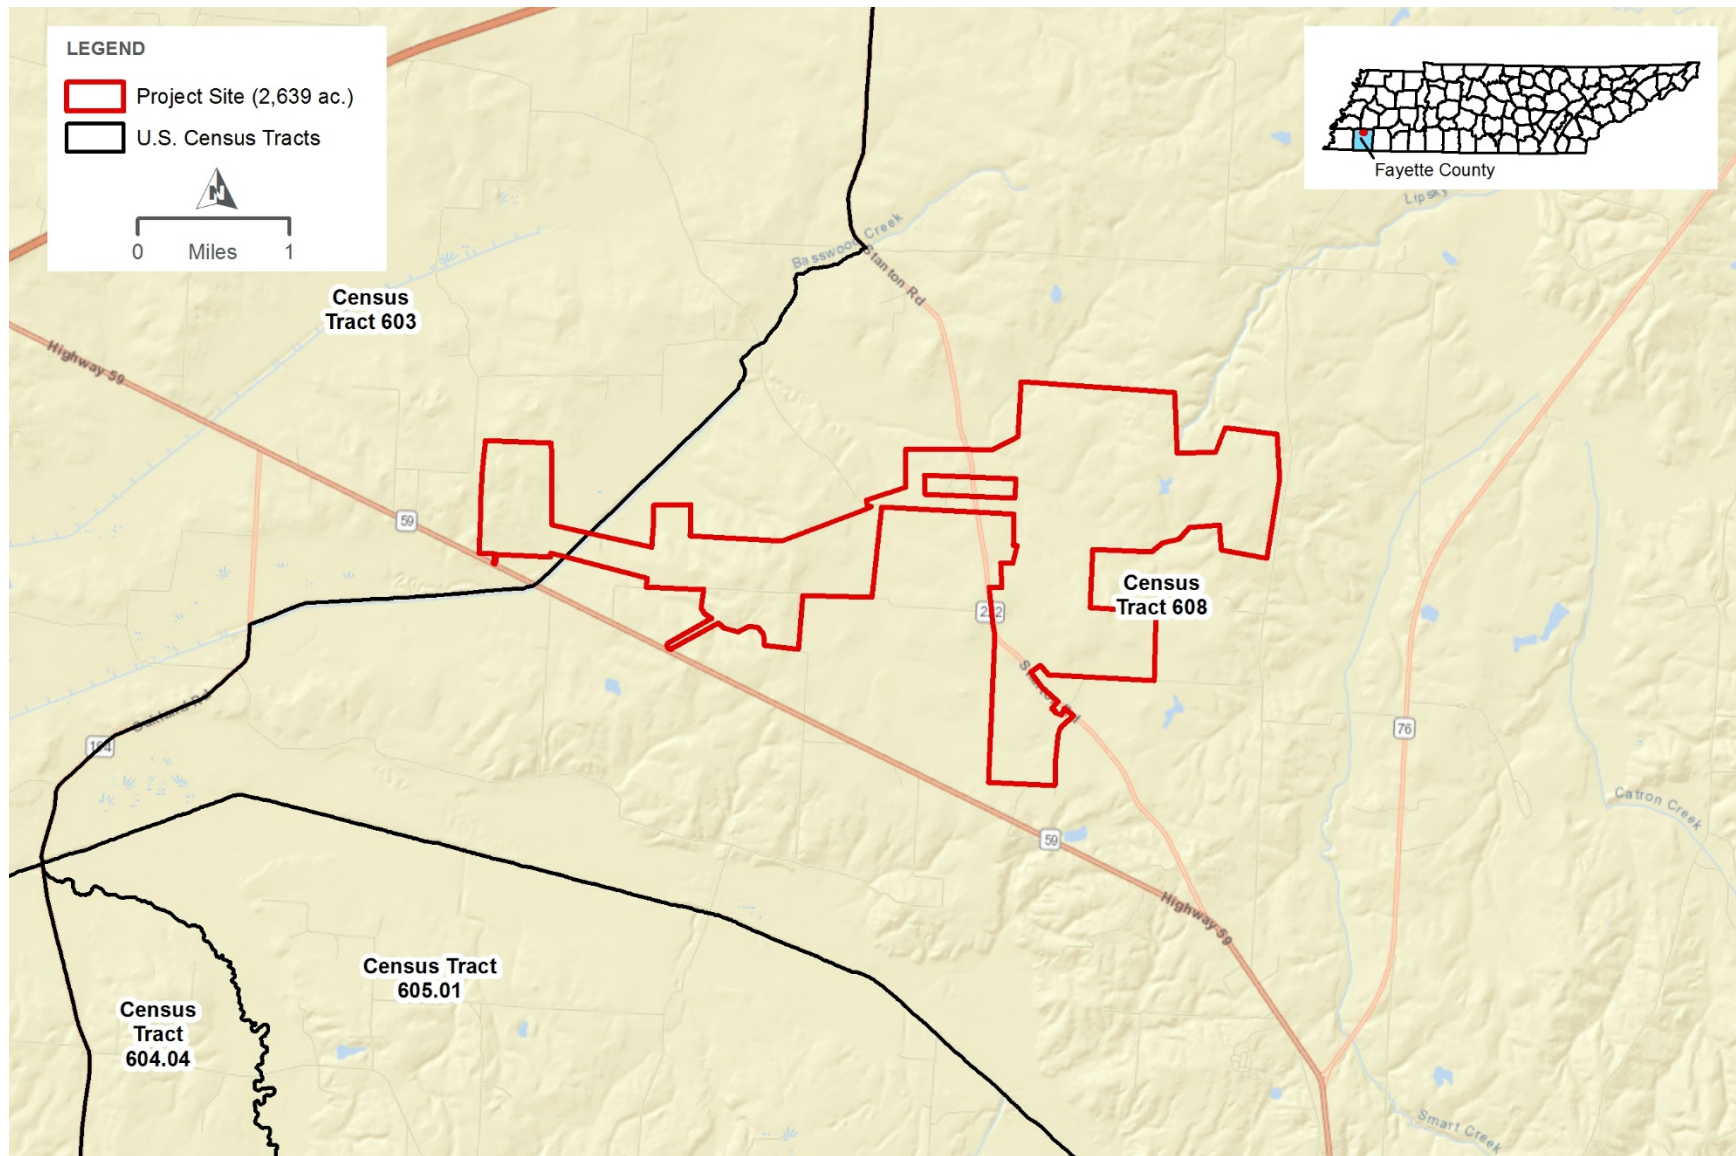 LEGEND
Project Site (2,639 ac.)
U.S. Census Tracts
N
0 Miles 1
Fayette County
Lipsky
Basswood Creek
Stanton Rd
Census
Tract 603
Highway 59
59
Census
Tract 608
76
Catron Creek
59
Highway 59
Census Tract
605.01
Census
Tract
604.04
Smart Creek